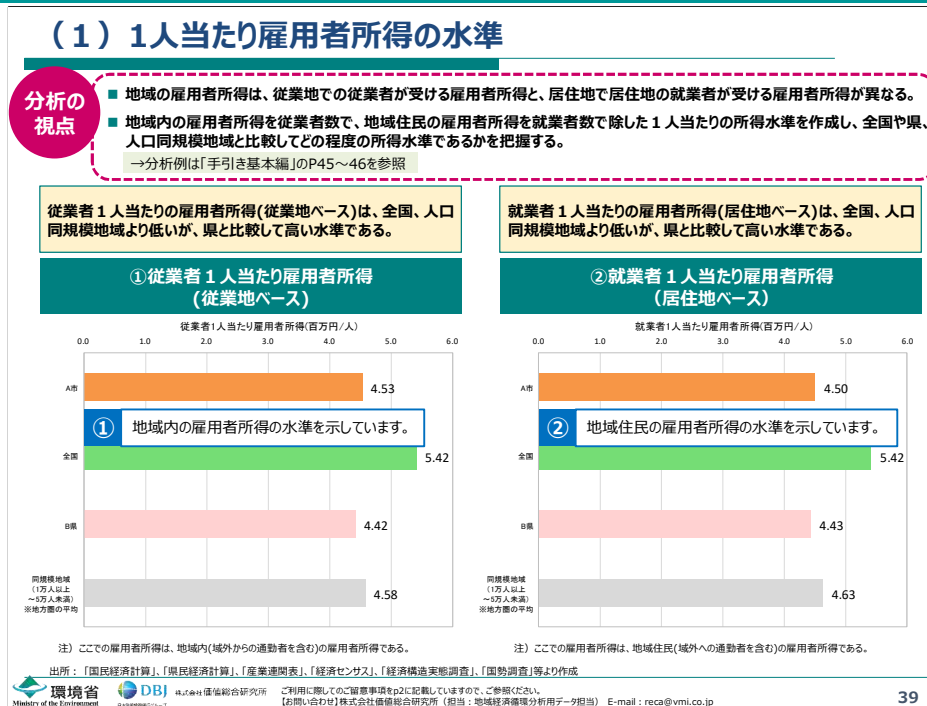 （１）1人当たり雇用者所得の水準
分析の
視点
■ 地域の雇用者所得は、従業地での従業者が受ける雇用者所得と、居住地で居住地の就業者が受ける雇用者所得が異なる。
■ 地域内の雇用者所得を従業者数で、地域住民の雇用者所得を就業者数で除した１人当たりの所得水準を作成し、全国や県、
人口同規模地域と比較してどの程度の所得水準であるかを把握する。
→分析例は「手引き基本編」のP45～46を参照
従業者１人当たりの雇用者所得(従業地ベース)は、全国、人口
同規模地域より低いが、県と比較して高い水準である。
①従業者１人当たり雇用者所得
(従業地ベース)
従業者1人当たり雇用者所得(百万円/人)
0.0 1.0 2.0 3.0 4.0 5.0 6.0
A市 4.53
① 地域内の雇用者所得の水準を示しています。
全国 5.42
B県 4.42
同規模地域
(1万人以上
～5万人未満)
※地方圏の平均
4.58
注）ここでの雇用者所得は、地域内(域外からの通勤者を含む)の雇用者所得である。
就業者１人当たりの雇用者所得(居住地ベース)は、全国、人口
同規模地域より低いが、県と比較して高い水準である。
②就業者１人当たり雇用者所得
（居住地ベース）
就業者1人当たり雇用者所得(百万円/人)
0.0 1.0 2.0 3.0 4.0 5.0 6.0
A市 4.50
② 地域住民の雇用者所得の水準を示しています。
全国 5.42
B県 4.43
同規模地域
(1万人以上
～5万人未満)
※地方圏の平均
4.63
注）ここでの雇用者所得は、地域住民(域外への通勤者を含む)の雇用者所得である。
出所：「国民経済計算」、「県民経済計算」、「産業連関表」、「経済センサス」、「経済構造実態調査」、「国勢調査」等より作成
環境省
Ministry of the Environment
DBJ 株式会社価値総合研究所
日本政策投資銀行グループ
ご利用に際してのご留意事項をp2に記載していますので、ご参照ください。
【お問い合わせ】株式会社価値総合研究所（担当：地域経済循環分析用データ担当） E-mail：reca@vmi.co.jp
39